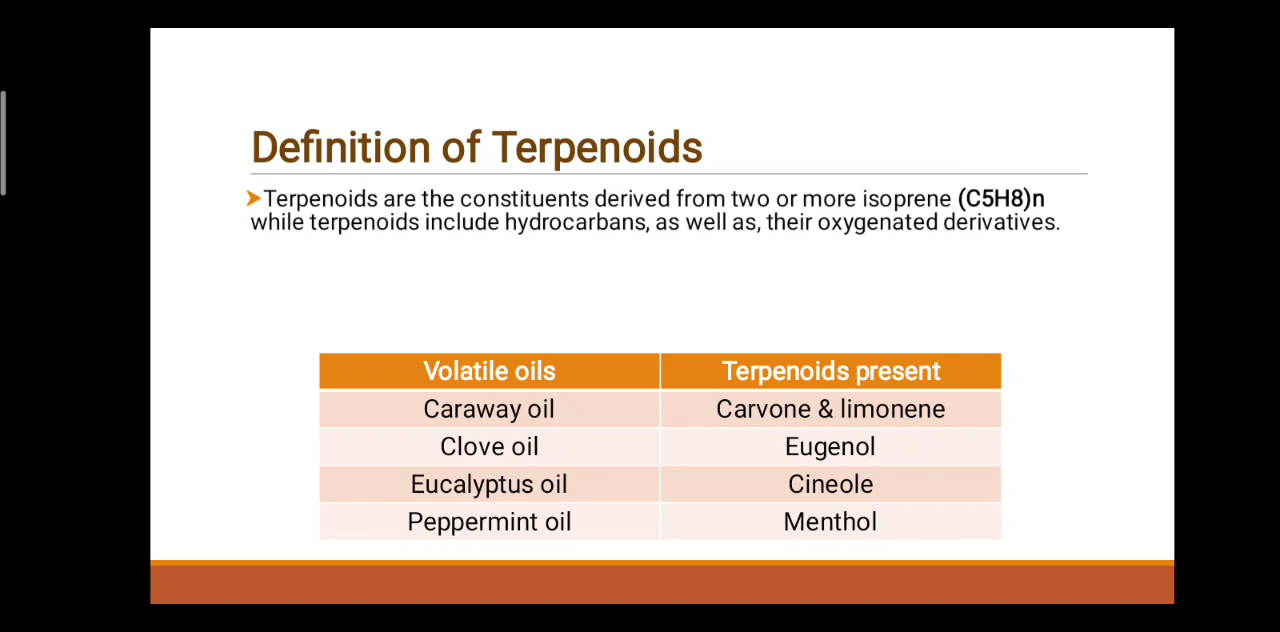 Definition of Terpenoids
➤Terpenoids are the constituents derived from two or more isoprene (C5H8)n
while terpenoids include hydrocarbans, as well as, their oxygenated derivatives.
Volatile oils Terpenoids present
Caraway oil Carvone & limonene
Clove oil Eugenol
Eucalyptus oil Cineole
Peppermint oil Menthol